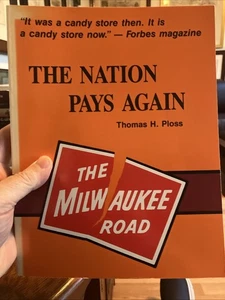 "It was a candy store then. It is
a candy store now." — Forbes magazine
THE NATION
PAYS AGAIN
Thomas H. Ploss
THE
MILWAUKEE
ROAD